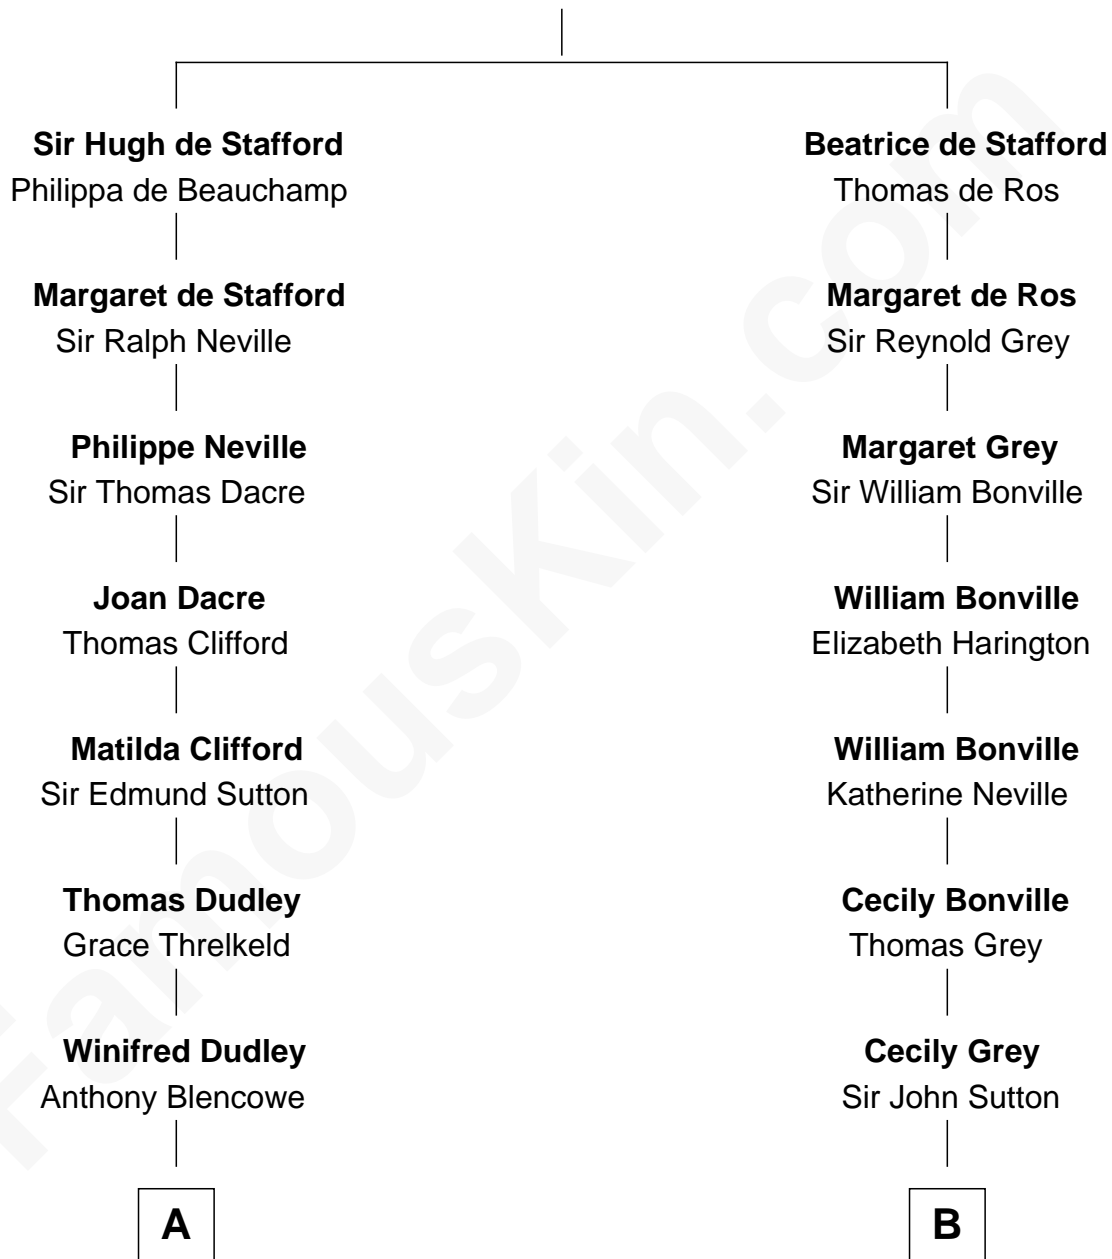 Sir Hugh de Stafford
Philippa de Beauchamp
Margaret de Stafford
Sir Ralph Neville
Philippe Neville
Sir Thomas Dacre
Joan Dacre
Thomas Clifford
Matilda Clifford
Sir Edmund Sutton
Thomas Dudley
Grace Threlkeld
Winifred Dudley
Anthony Blencowe
A
Beatrice de Stafford
Thomas de Ros
Margaret de Ros
Sir Reynold Grey
Margaret Grey
Sir William Bonville
William Bonville
Elizabeth Harington
William Bonville
Katherine Neville
Cecily Bonville
Thomas Grey
Cecily Grey
Sir John Sutton
B
FamousKin.com